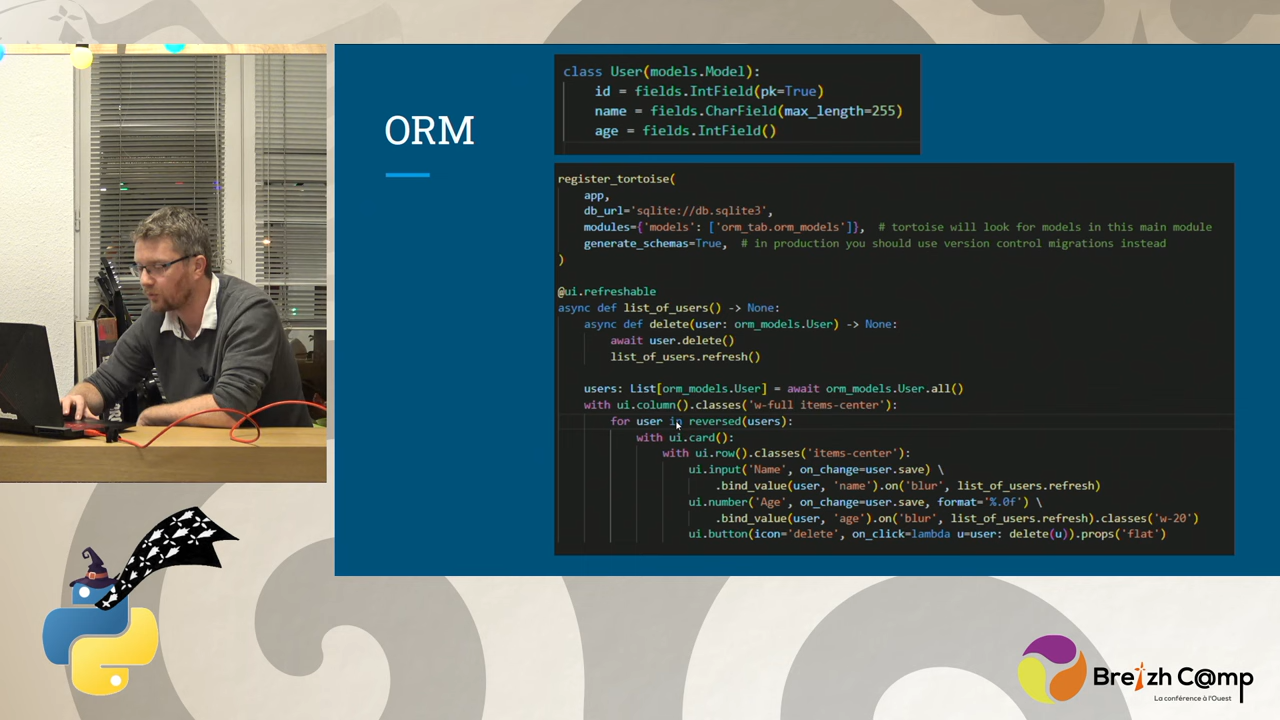 ORM
class User(models.Model):
    id = fields.IntField(pk=True)
    name = fields.CharField(max_length=255)
    age = fields.IntField()
register_tortoise(
    app,
    db_url='sqlite://db.sqlite3',
    modules={'models': ['orm_tab.orm_models']},  # tortoise will look for models in this main module
    generate_schemas=True,  # in production you should use version control migrations instead
)
@ui.refreshable
async def list_of_users() -> None:
    async def delete(user: orm_models.User) -> None:
        await user.delete()
        list_of_users.refresh()
    users: List[orm_models.User] = await orm_models.User.all()
    with ui.column().classes('w-full items-center'):
        for user in reversed(users):
            with ui.card():
                with ui.row().classes('items-center'):
                    ui.input('Name', on_change=user.save) \
                        .bind_value(user, 'name').on('blur', list_of_users.refresh)
                    ui.number('Age', on_change=user.save, format='%.0f') \
                        .bind_value(user, 'age').on('blur', list_of_users.refresh).classes('w-20')
                    ui.button(icon='delete', on_click=lambda u=user: delete(u)).props('flat')
Breizh C@mp
La conférence à l'Ouest